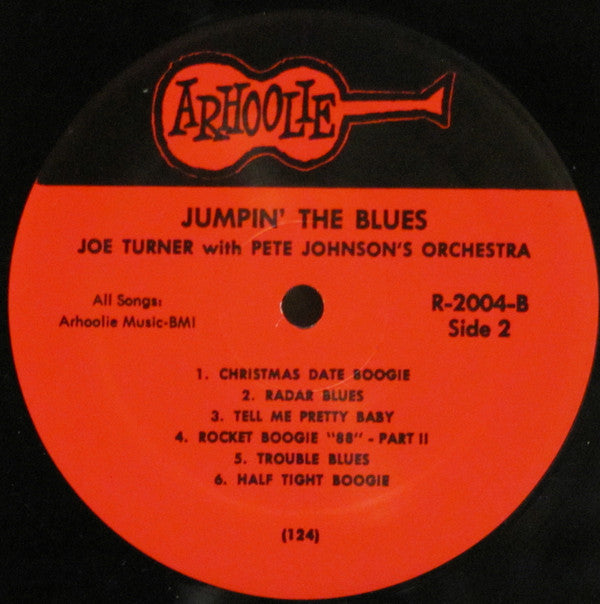 ARHOOLIE
JUMPIN' THE BLUES
JOE TURNER with PETE JOHNSON'S ORCHESTRA
All Songs:
Arhoolie Music-BMI
R-2004-B
Side 2
1. CHRISTMAS DATE BOOGIE
2. RADAR BLUES
3. TELL ME PRETTY BABY
4. ROCKET BOOGIE "88" - PART II
5. TROUBLE BLUES
6. HALF TIGHT BOOGIE
(124)